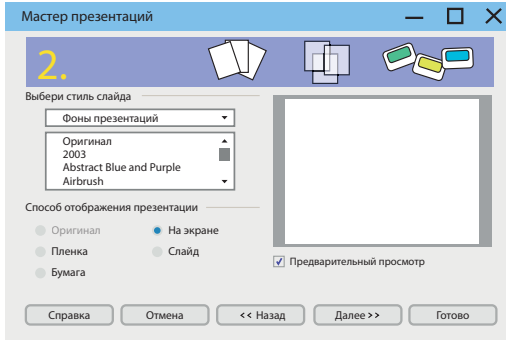 Мастер презентаций
2.
Выбери стиль слайда
Фоны презентаций
Оригинал
2003
Abstract Blue and Purple
Airbrush
Способ отображения презентации
Оригинал На экране
Пленка Слайд
Бумага
Предварительный просмотр
Справка Отмена << Назад Далее >> Готово